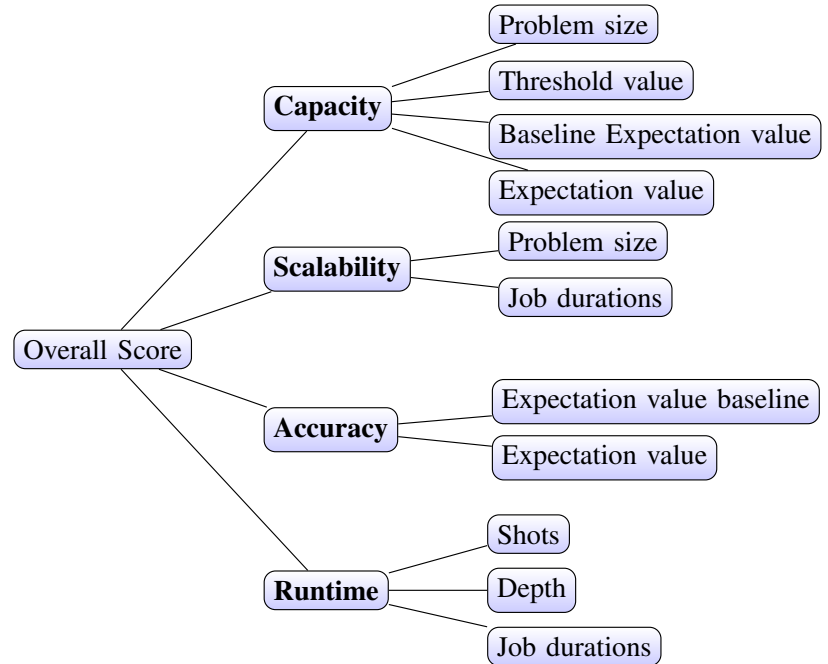 Problem size
Threshold value
Capacity
Baseline Expectation value
Expectation value
Problem size
Scalability
Job durations
Overall Score
Expectation value baseline
Accuracy
Expectation value
Shots
Runtime
Depth
Job durations